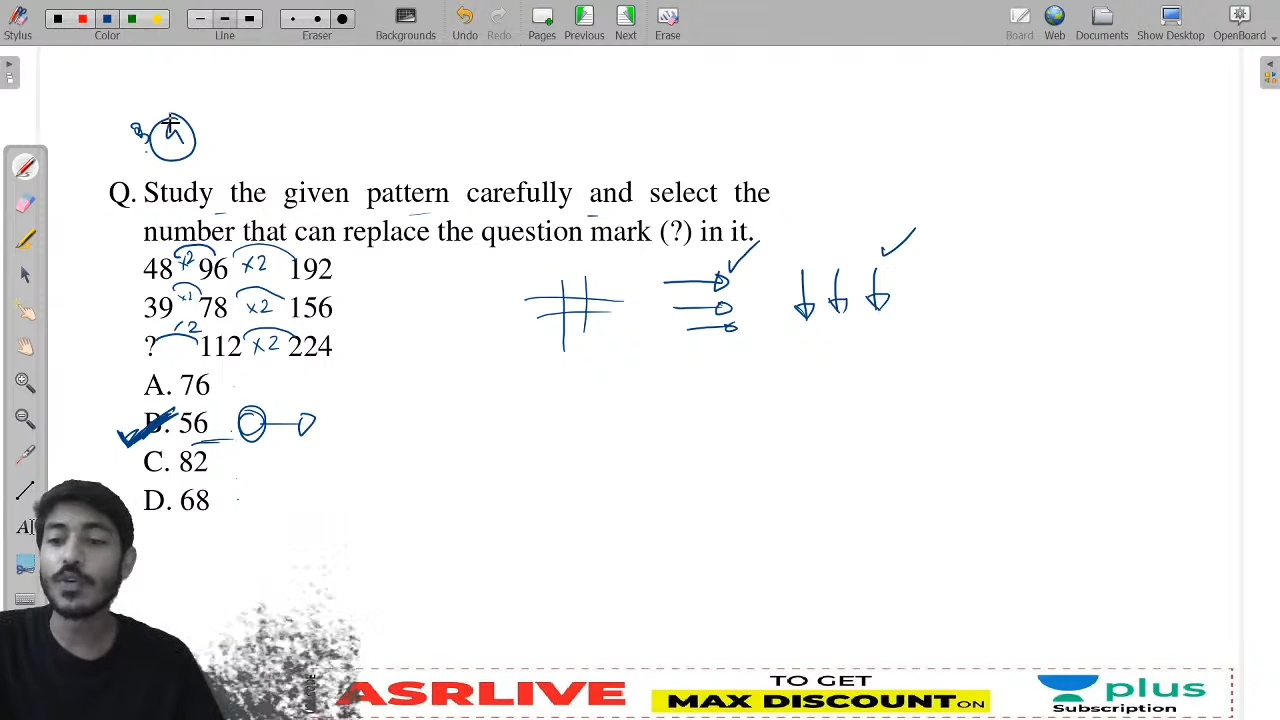 Stylus Color Line Eraser Backgrounds Undo Redo Pages Previous Next Erase Board Web Documents Show Desktop OpenBoard
Q. Study the given pattern carefully and select the
number that can replace the question mark (?) in it.
48 ×2 96 ×2 192
39 ×2 78 ×2 156
? 112 ×2 224
A. 76
B. 56
C. 82
D. 68
ASRLIVE
TO GET
MAX DISCOUNT ON
plus
Subscription